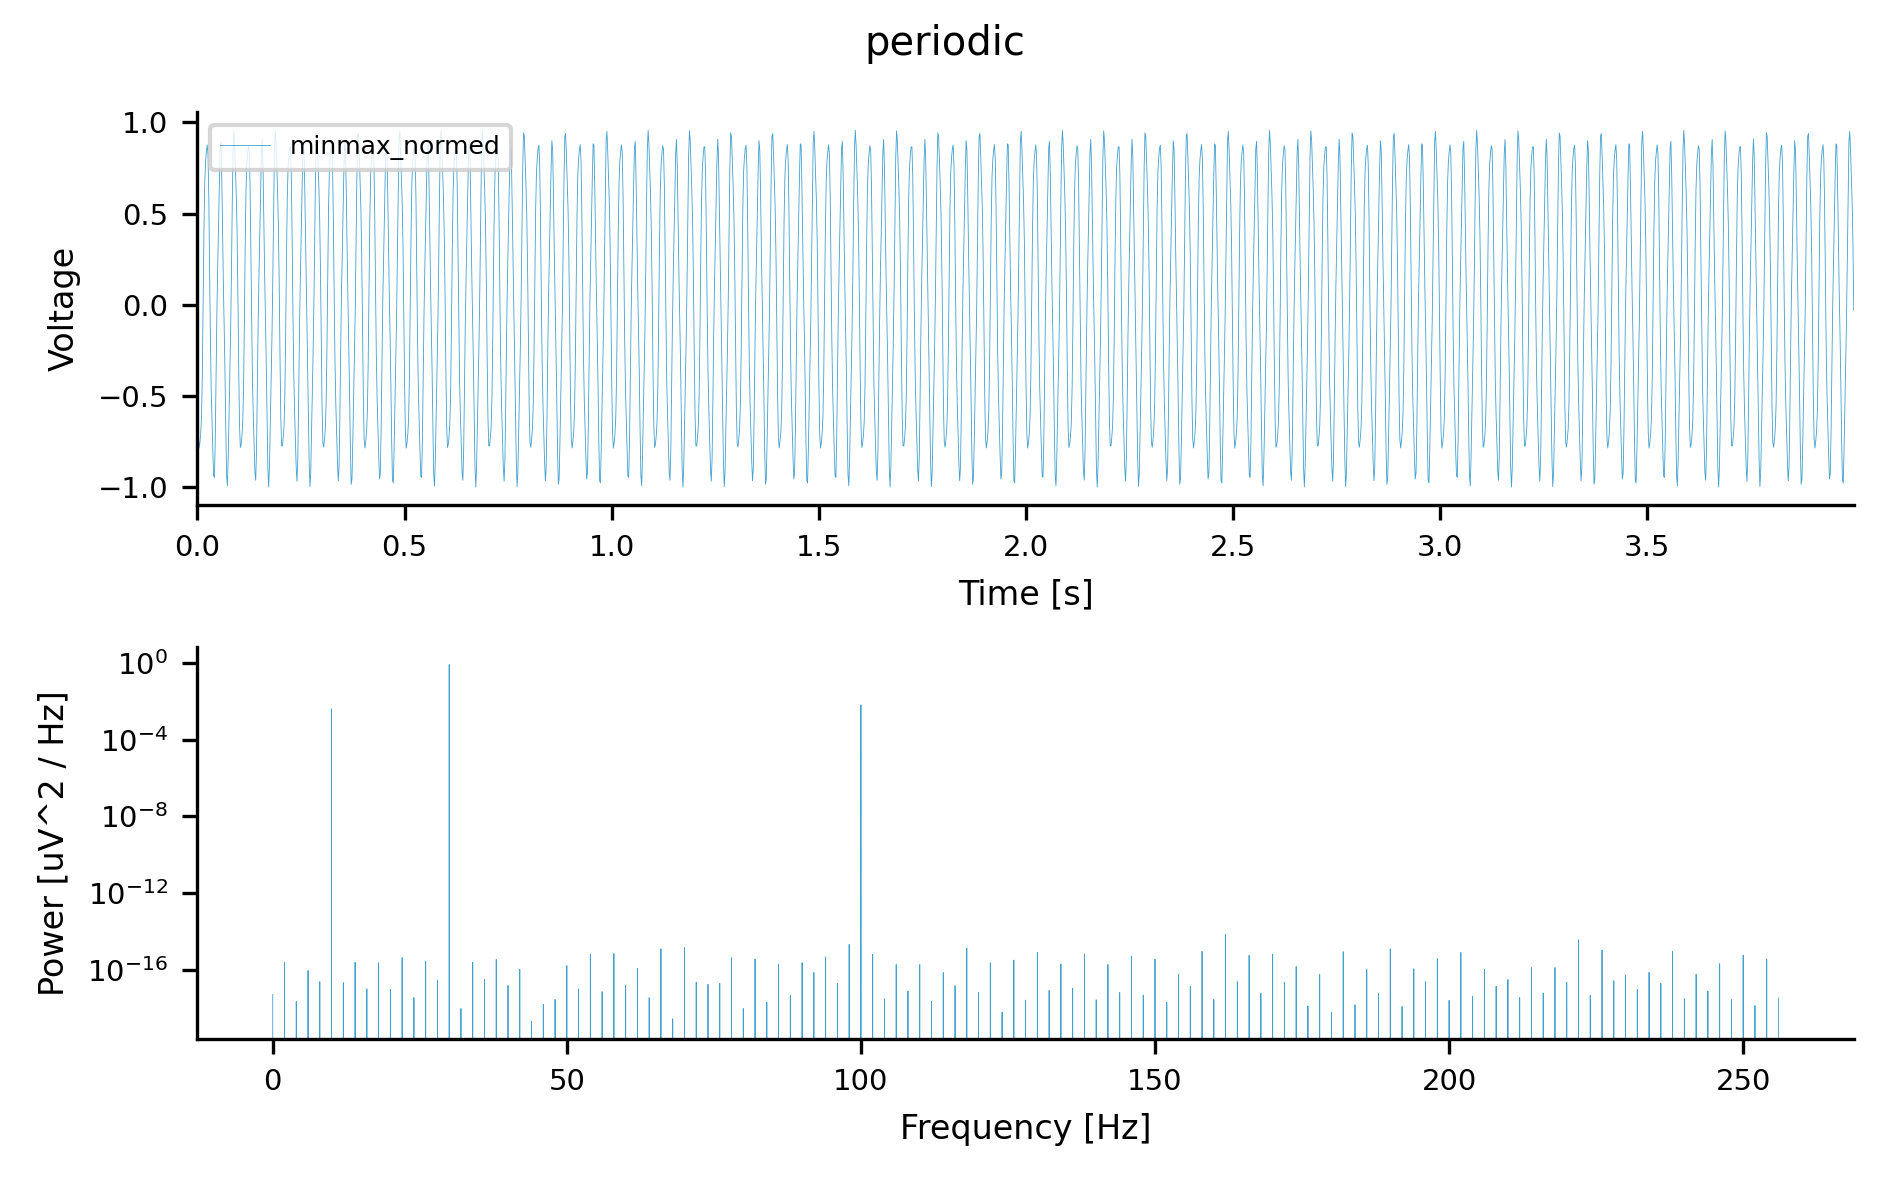 periodic
minmax_normed
Voltage
1.0
0.5
0.0
−0.5
−1.0
0.0 0.5 1.0 1.5 2.0 2.5 3.0 3.5
Time [s]
Power [uV^2 / Hz]
10⁰
10⁻⁴
10⁻⁸
10⁻¹²
10⁻¹⁶
0 50 100 150 200 250
Frequency [Hz]